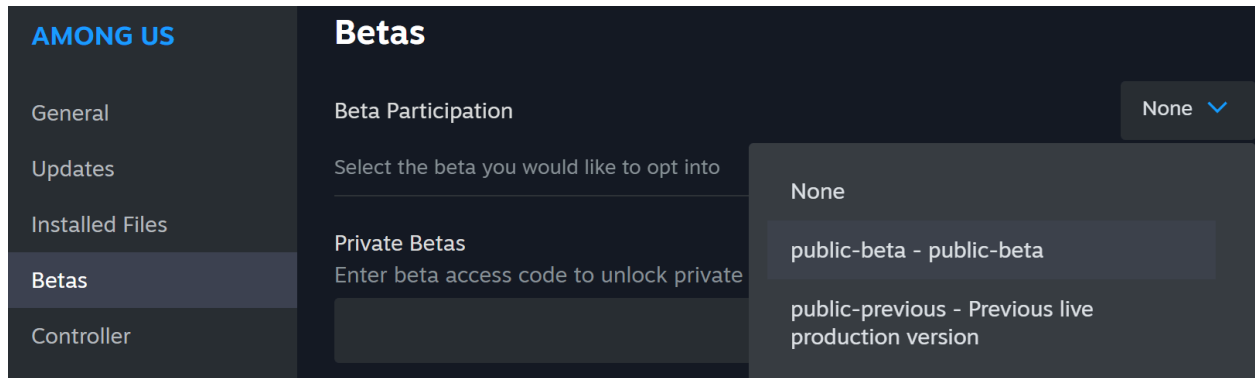 AMONG US
General
Updates
Installed Files
Betas
Controller
Betas
Beta Participation
None
Select the beta you would like to opt into
Private Betas
Enter beta access code to unlock private
None
public-beta - public-beta
public-previous - Previous live
production version